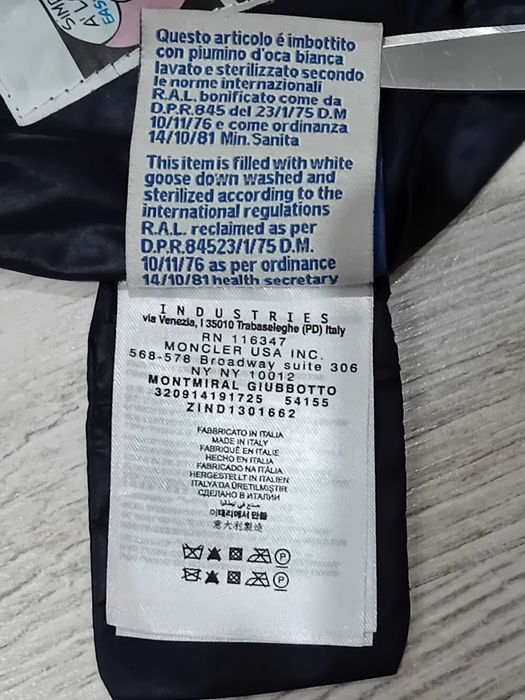 SIMP
EAS
A L
Questo articolo é imbottito
con piumino d'oca bianca
lavato e sterilizzato secondo
le norme internazionali
R.A.L. bonificato come da
D.P.R.845 del 23/1/75 D.M
10/11/76 e come ordinanza
14/10/81 Min.Sanita
This item is filled with white
goose down washed and
sterilized according to the
international regulations
R.A.L. reclaimed as per
D.P.R.84523/1/75 D.M.
10/11/76 as per ordinance
14/10/81 health secretary
INDUSTRIES
via Venezia, I 35010 Trabaseleghe (PD) Italy
RN 116347
MONCLER USA INC.
568-578 Broadway suite 306
NY NY 10012
MONTMIRAL GIUBBOTTO
320914191725 54155
ZIND1301662
FABBRICATO IN ITALIA
MADE IN ITALY
FABRIQUÉ EN ITALIE
HECHO EN ITALIA
FABRICADO NA ITÁLIA
HERGESTELLT IN ITALIEN
ITALYA'DA ÜRETILMIŞTIR
СДЕЛАНО В ИТАЛИИ
صنع في إيطاليا
이태리에서 만듦
意大利製造
P
P